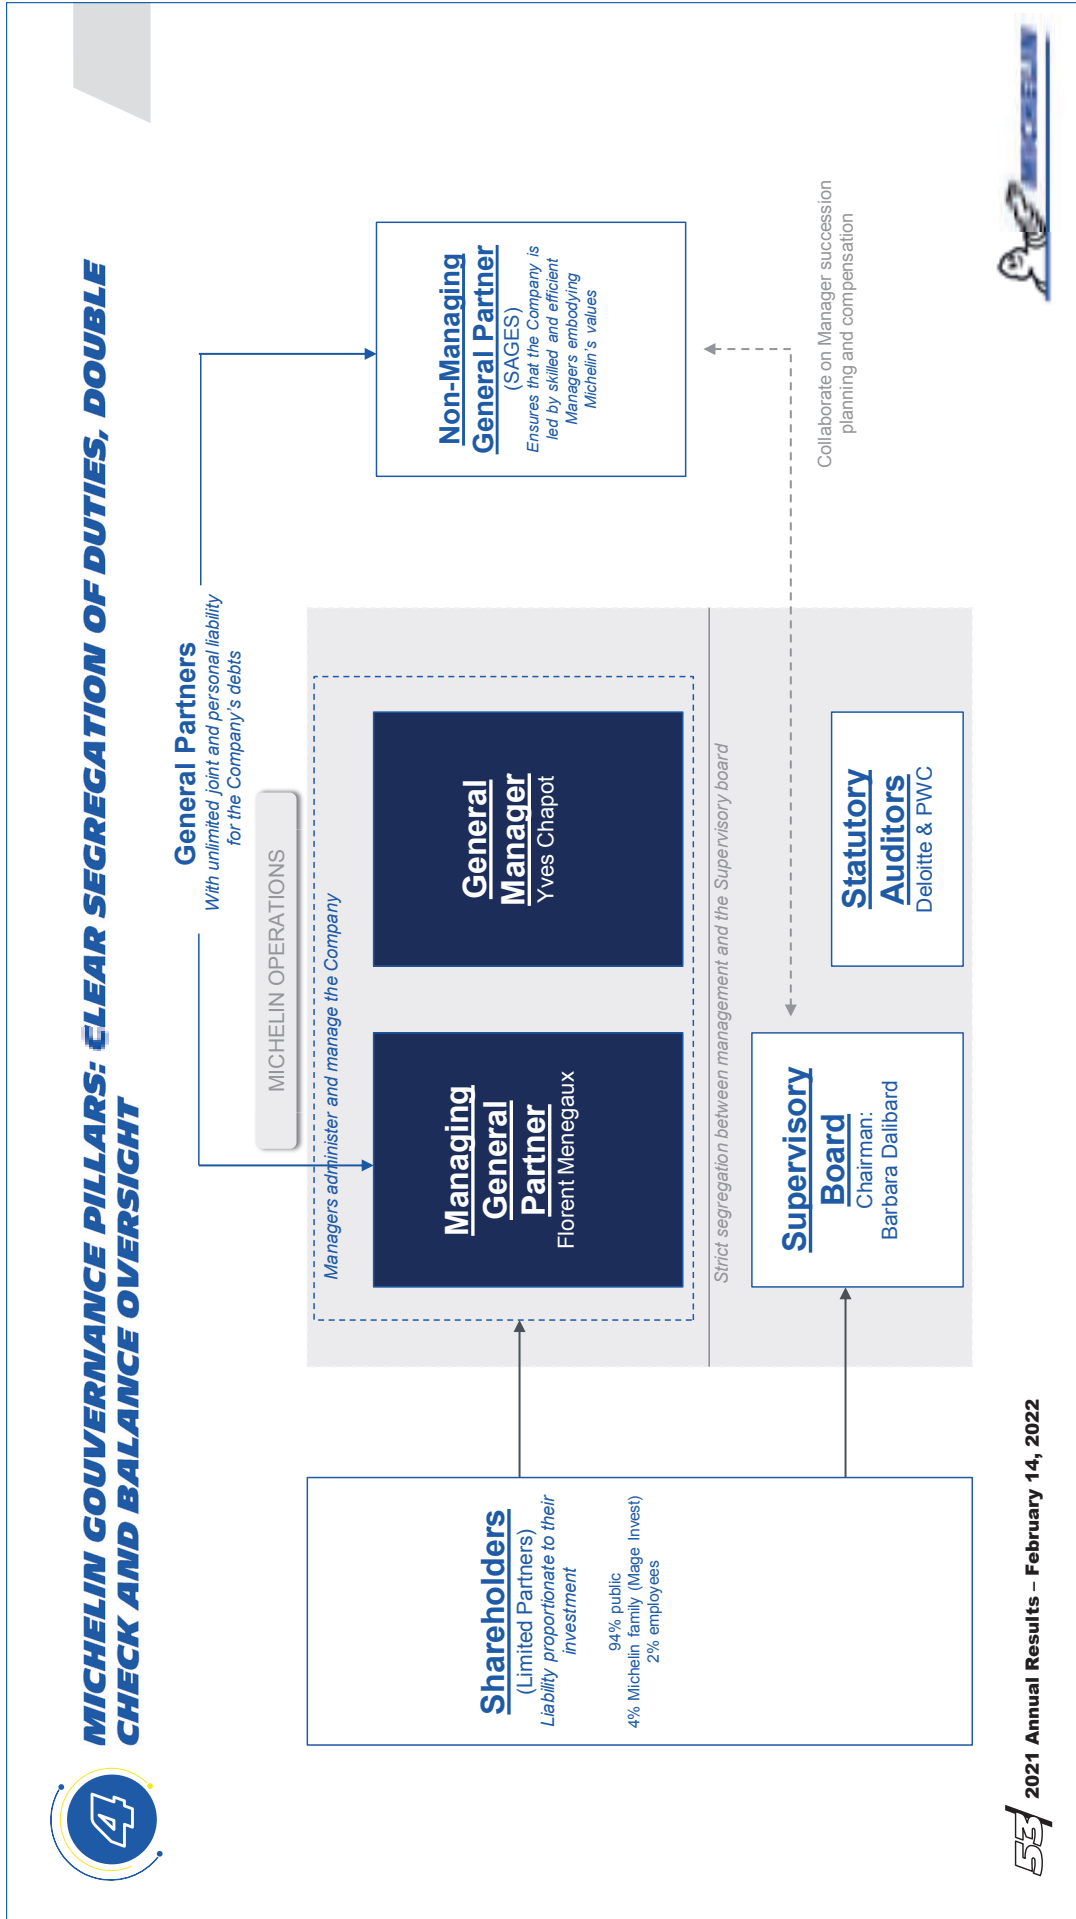 4
MICHELIN GOUVERNANCE PILLARS: CLEAR SEGREGATION OF DUTIES, DOUBLE
CHECK AND BALANCE OVERSIGHT
General Partners
With unlimited joint and personal liability
for the Company's debts
MICHELIN OPERATIONS
Shareholders
(Limited Partners)
Liability proportionate to their
investment
94% public
4% Michelin family (Mage Invest)
2% employees
Managers administer and manage the Company
Managing
General
Partner
Florent Menegaux
General
Manager
Yves Chapot
Non-Managing
General Partner
(SAGES)
Ensures that the Company is
led by skilled and efficient
Managers embodying
Michelin's values
Strict segregation between management and the Supervisory board
Supervisory
Board
Chairman:
Barbara Dalibard
Statutory
Auditors
Deloitte & PWC
Collaborate on Manager succession
planning and compensation
53
2021 Annual Results – February 14, 2022
MICHELIN